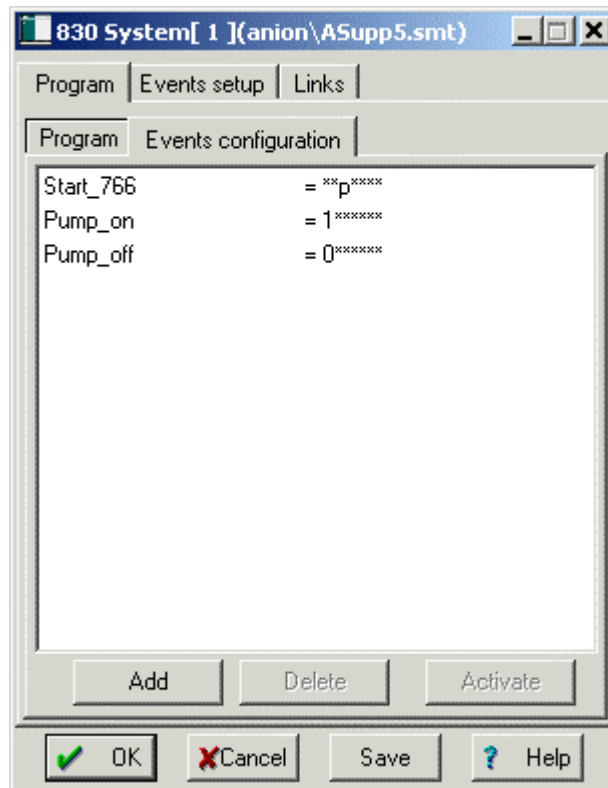 830 System[ 1 ](anion\ASupp5.smt)
Program Events setup Links
Program Events configuration
Start_766 = **p****
Pump_on = 1******
Pump_off = 0******
Add Delete Activate
OK Cancel Save ? Help